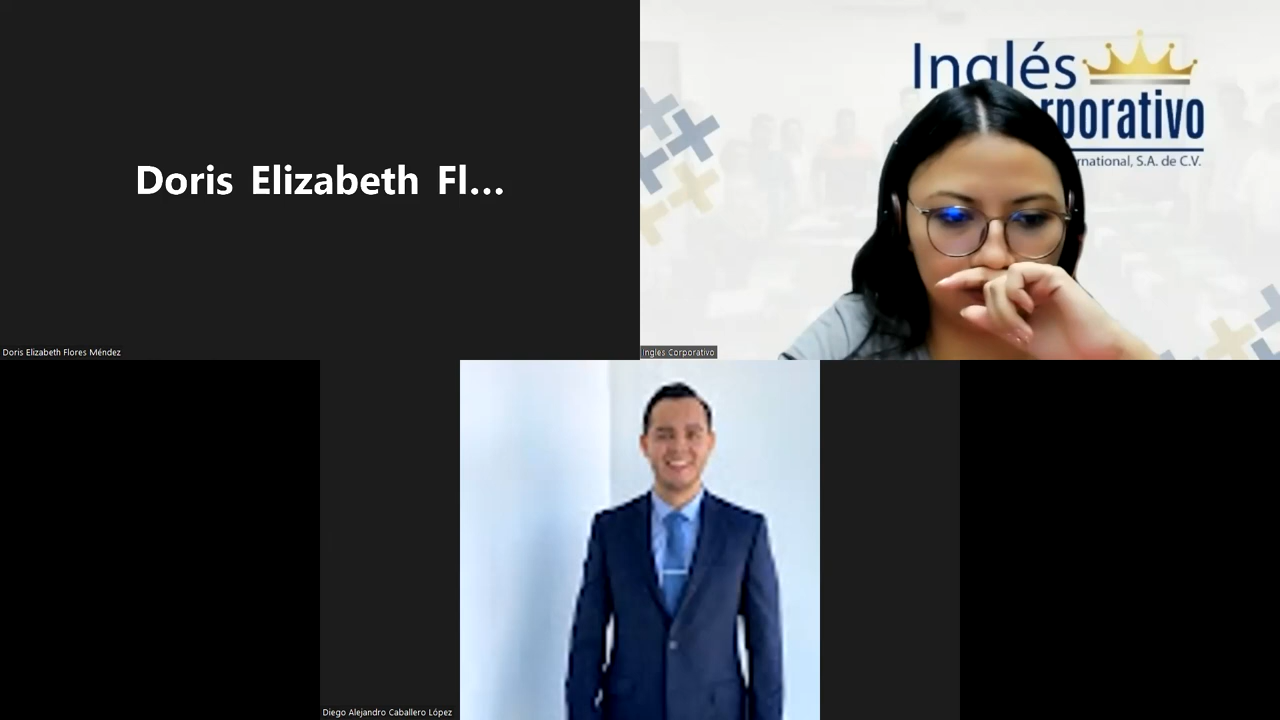 Doris Elizabeth Fl...
Doris Elizabeth Flores Méndez
Inglés
rporativo
rnational, S.A. de C.V.
Ingles Corporativo
Diego Alejandro Caballero López